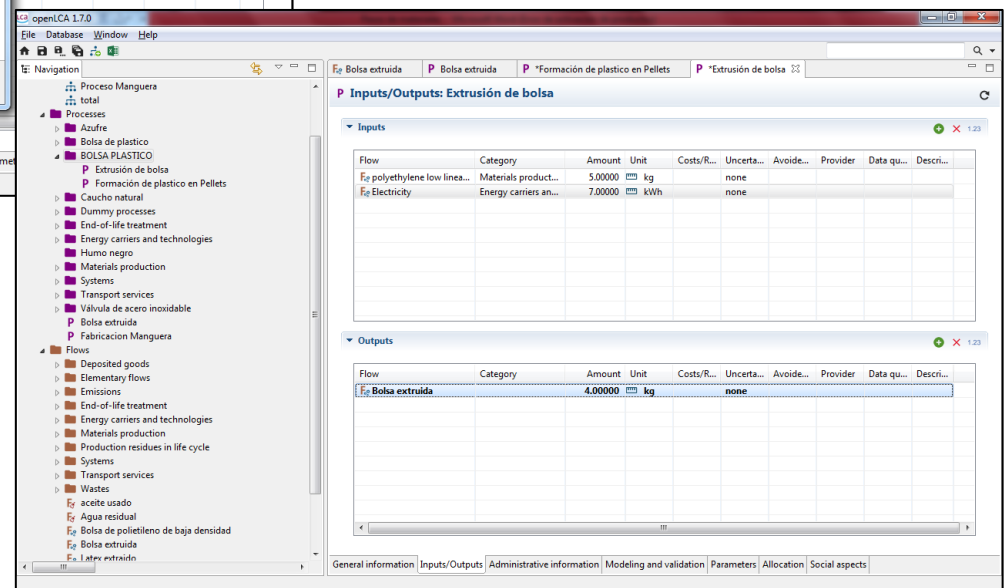 openLCA 1.7.0
File Database Window Help
Navigation
Proceso Manguera
total
Processes
Azufre
Bolsa de plastico
BOLSA PLASTICO
P Extrusión de bolsa
P Formación de plastico en Pellets
Caucho natural
Dummy processes
End-of-life treatment
Energy carriers and technologies
Humo negro
Materials production
Systems
Transport services
Válvula de acero inoxidable
P Bolsa extruida
P Fabricacion Manguera
Flows
Deposited goods
Elementary flows
Emissions
End-of-life treatment
Energy carriers and technologies
Materials production
Production residues in life cycle
Systems
Transport services
Wastes
aceite usado
Agua residual
Bolsa de polietileno de baja densidad
Bolsa extruida
Latex extraido
Bolsa extruida P Bolsa extruida P *Formación de plastico en Pellets P *Extrusión de bolsa
P Inputs/Outputs: Extrusión de bolsa
Inputs
1.23
Flow Category Amount Unit Costs/R... Uncerta... Avoide... Provider Data qu... Descri...
polyethylene low linea... Materials product... 5.00000 kg none
Electricity Energy carriers an... 7.00000 kWh none
Outputs
1.23
Flow Category Amount Unit Costs/R... Uncerta... Avoide... Provider Data qu... Descri...
Bolsa extruida 4.00000 kg none
General information Inputs/Outputs Administrative information Modeling and validation Parameters Allocation Social aspects